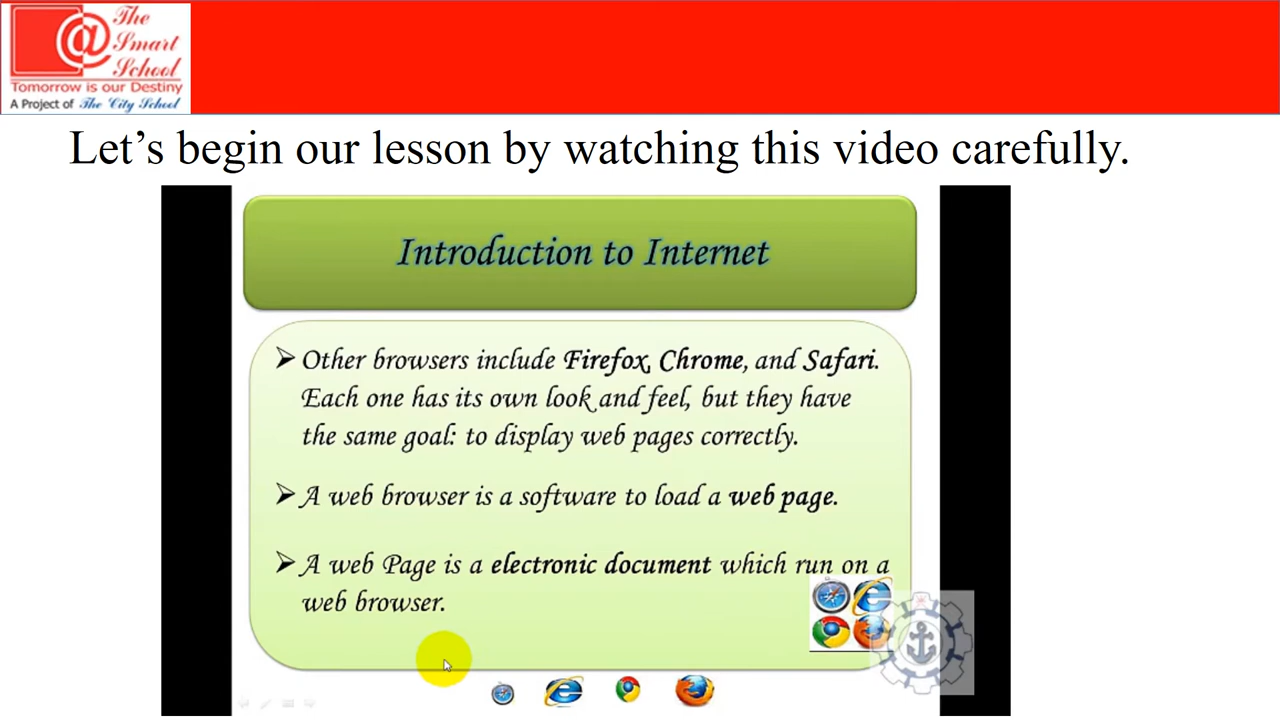 The
Smart
School
Tomorrow is our Destiny
A Project of The City School
Let's begin our lesson by watching this video carefully.
Introduction to Internet
Other browsers include Firefox, Chrome, and Safari.
Each one has its own look and feel, but they have
the same goal: to display web pages correctly.
A web browser is a software to load a web page.
A web Page is a electronic document which run on a
web browser.